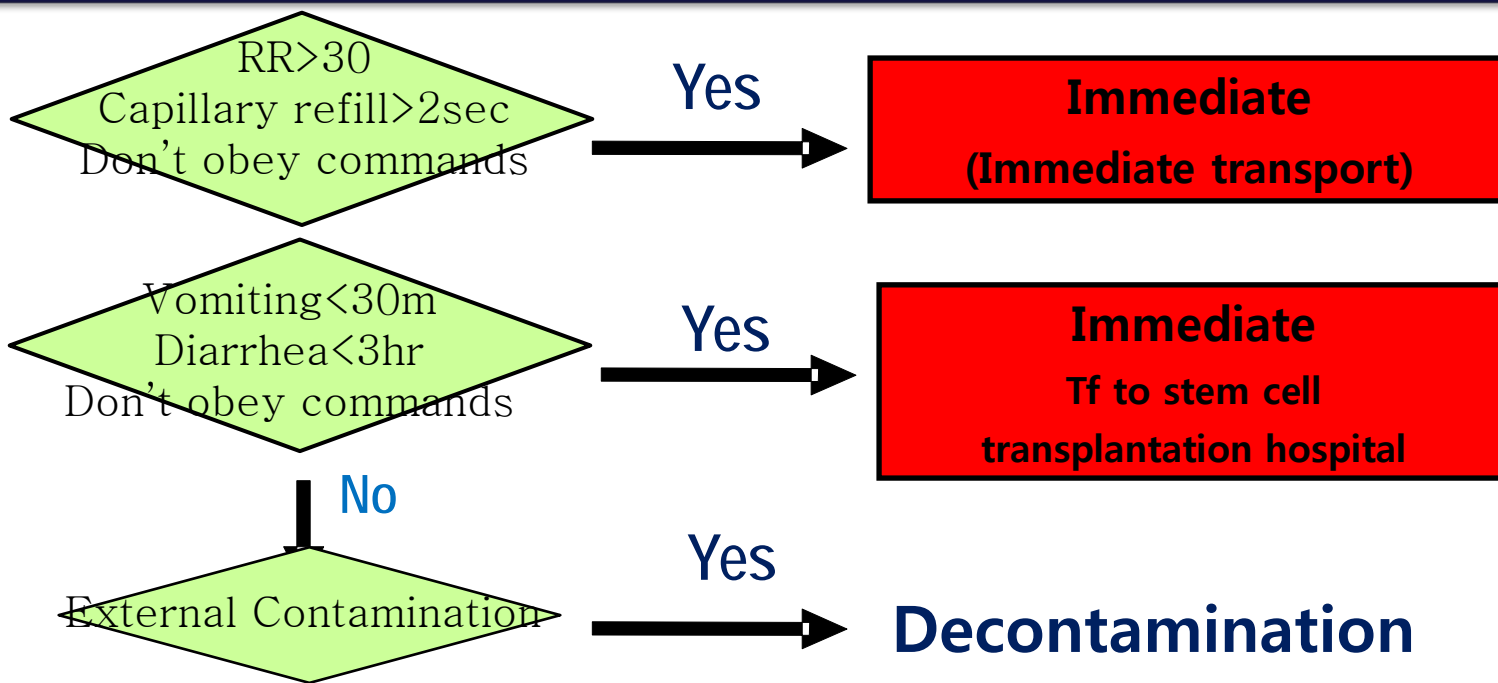 RR>30
Capillary refill>2sec
Don't obey commands
Yes
Immediate
(Immediate transport)
Vomiting<30m
Diarrhea<3hr
Don't obey commands
Yes
Immediate
Tf to stem cell
transplantation hospital
No
External Contamination
Yes
Decontamination